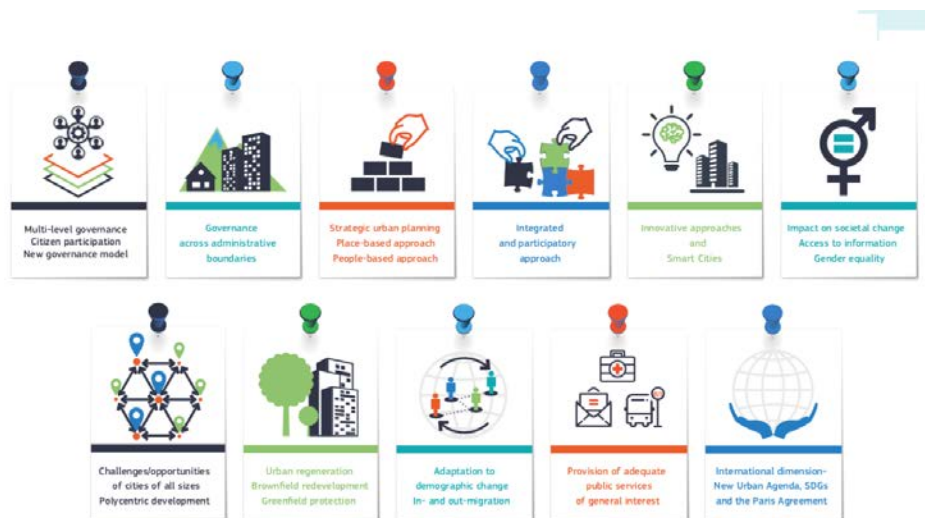 Multi-level governance
Citizen participation
New governance model
Governance
across administrative
boundaries
Strategic urban planning
Place-based approach
People-based approach
Integrated
and participatory
approach
Innovative approaches
and
Smart Cities
Impact on societal change
Access to information
Gender equality
Challenges/opportunities
of cities of all sizes
Polycentric development
Urban regeneration
Brownfield redevelopment
Greenfield protection
Adaptation to
demographic change
In- and out-migration
Provision of adequate
public services
of general interest
International dimension-
New Urban Agenda, SDGs
and the Paris Agreement